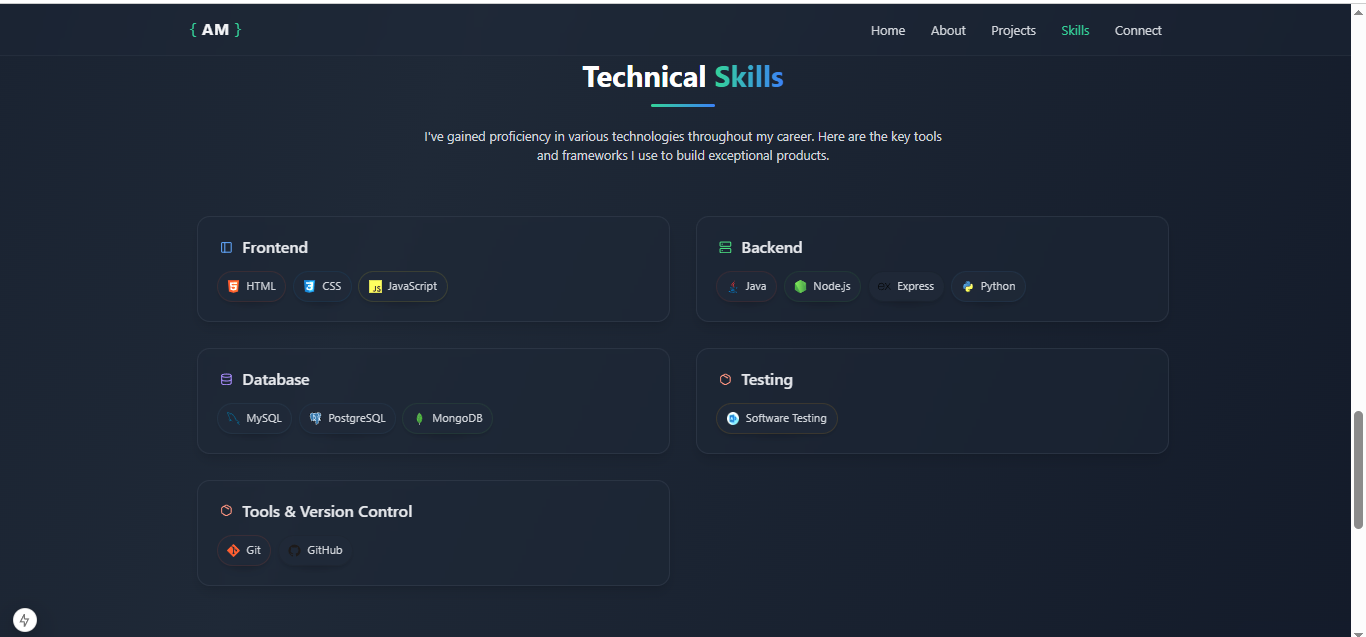 { AM }
Home About Projects Skills Connect
Technical Skills
I've gained proficiency in various technologies throughout my career. Here are the key tools
and frameworks I use to build exceptional products.
Frontend
HTML CSS JavaScript
Backend
Java Node.js ex Express Python
Database
MySQL PostgreSQL MongoDB
Testing
Software Testing
Tools & Version Control
Git GitHub